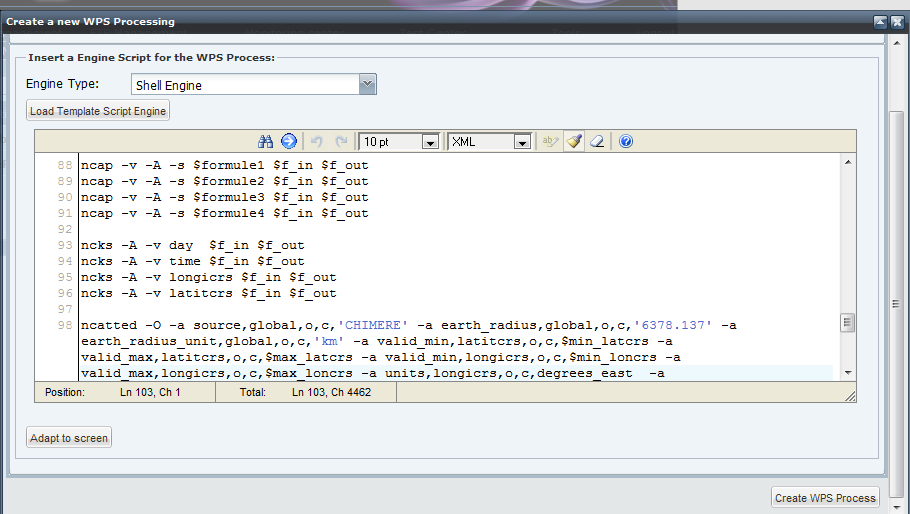 Create a new WPS Processing
Insert a Engine Script for the WPS Process:
Engine Type: Shell Engine
Load Template Script Engine
10 pt XML
88 ncap -v -A -s $formule1 $f_in $f_out
89 ncap -v -A -s $formule2 $f_in $f_out
90 ncap -v -A -s $formule3 $f_in $f_out
91 ncap -v -A -s $formule4 $f_in $f_out
92
93 ncks -A -v day  $f_in $f_out
94 ncks -A -v time $f_in $f_out
95 ncks -A -v longicrs $f_in $f_out
96 ncks -A -v latitcrs $f_in $f_out
97
98 ncatted -O -a source,global,o,c,'CHIMERE' -a earth_radius,global,o,c,'6378.137' -a
earth_radius_unit,global,o,c,'km' -a valid_min,latitcrs,o,c,$min_latcrs -a
valid_max,latitcrs,o,c,$max_latcrs -a valid_min,longicrs,o,c,$min_loncrs -a
valid_max,longicrs,o,c,$max_loncrs -a units,longicrs,o,c,degrees_east  -a
Position: Ln 103, Ch 1 Total: Ln 103, Ch 4462
Adapt to screen
Create WPS Process